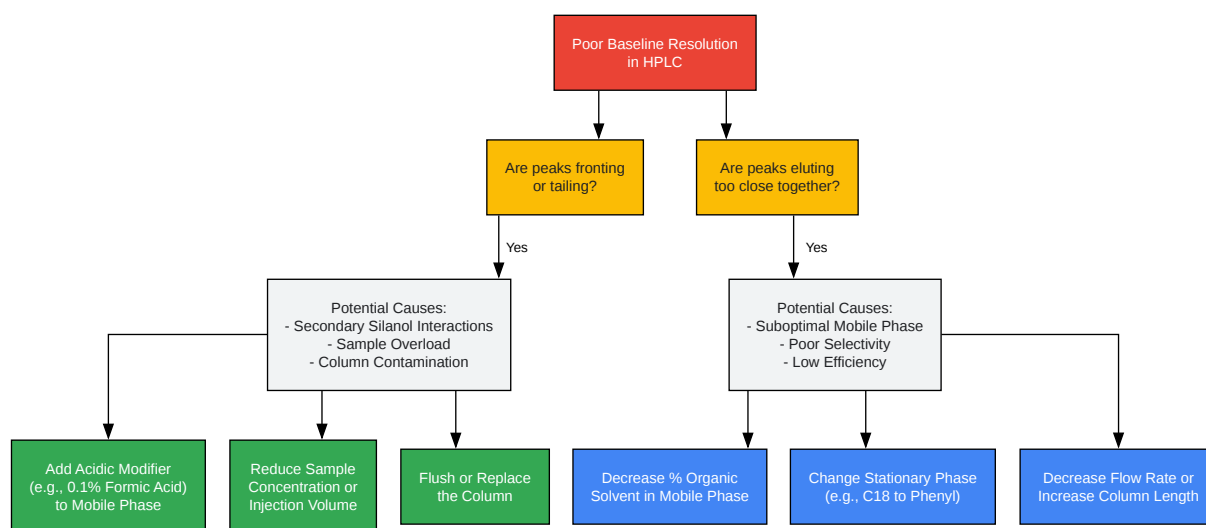 Poor Baseline Resolution
in HPLC
Are peaks fronting
or tailing?
Are peaks eluting
too close together?
Yes
Yes
Potential Causes:
- Secondary Silanol Interactions
- Sample Overload
- Column Contamination
Potential Causes:
- Suboptimal Mobile Phase
- Poor Selectivity
- Low Efficiency
Add Acidic Modifier
(e.g., 0.1% Formic Acid)
to Mobile Phase
Reduce Sample
Concentration or
Injection Volume
Flush or Replace
the Column
Decrease % Organic
Solvent in Mobile Phase
Change Stationary Phase
(e.g., C18 to Phenyl)
Decrease Flow Rate or
Increase Column Length